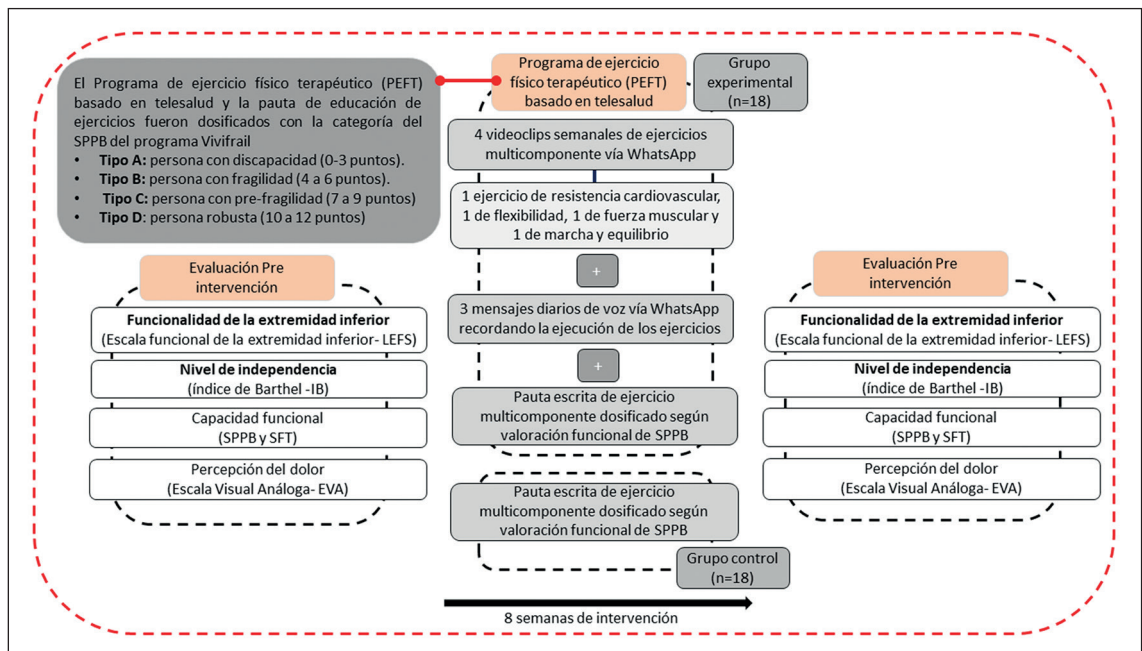 El Programa de ejercicio físico terapéutico (PEFT)
basado en telesalud y la pauta de educación de
ejercicios fueron dosificados con la categoría del
SPPB del programa Vivifrail
• Tipo A: persona con discapacidad (0-3 puntos).
• Tipo B: persona con fragilidad (4 a 6 puntos).
• Tipo C: persona con pre-fragilidad (7 a 9 puntos)
• Tipo D: persona robusta (10 a 12 puntos)
Programa de ejercicio
físico terapéutico (PEFT)
basado en telesalud
Grupo
experimental
(n=18)
4 videoclips semanales de ejercicios
multicomponente vía WhatsApp
1 ejercicio de resistencia cardiovascular,
1 de flexibilidad, 1 de fuerza muscular y
1 de marcha y equilibrio
+
3 mensajes diarios de voz vía WhatsApp
recordando la ejecución de los ejercicios
+
Pauta escrita de ejercicio
multicomponente dosificado según
valoración funcional de SPPB
Pauta escrita de ejercicio
multicomponente dosificado según
valoración funcional de SPPB
Grupo control
(n=18)
8 semanas de intervención
Evaluación Pre
intervención
Funcionalidad de la extremidad inferior
(Escala funcional de la extremidad inferior- LEFS)
Nivel de independencia
(índice de Barthel -IB)
Capacidad funcional
(SPPB y SFT)
Percepción del dolor
(Escala Visual Análoga- EVA)
Evaluación Pre
intervención
Funcionalidad de la extremidad inferior
(Escala funcional de la extremidad inferior- LEFS)
Nivel de independencia
(índice de Barthel -IB)
Capacidad funcional
(SPPB y SFT)
Percepción del dolor
(Escala Visual Análoga- EVA)